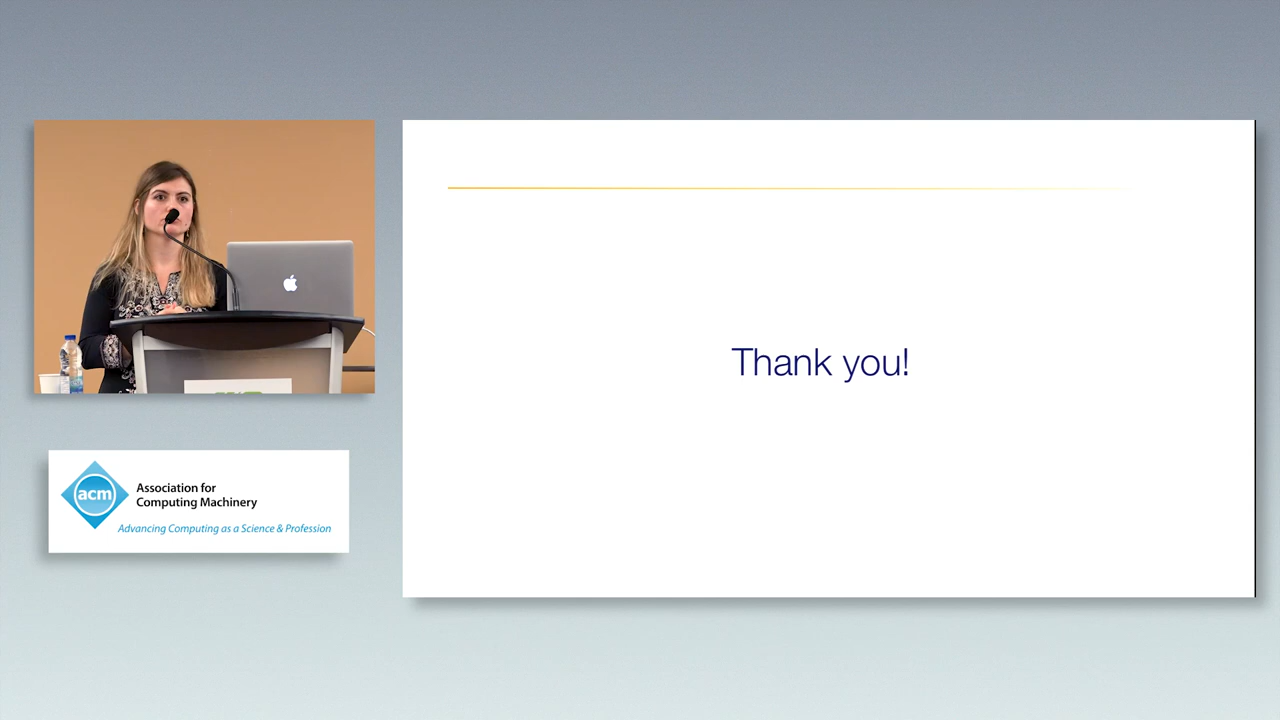 Thank you!
acm
Association for
Computing Machinery
Advancing Computing as a Science & Profession